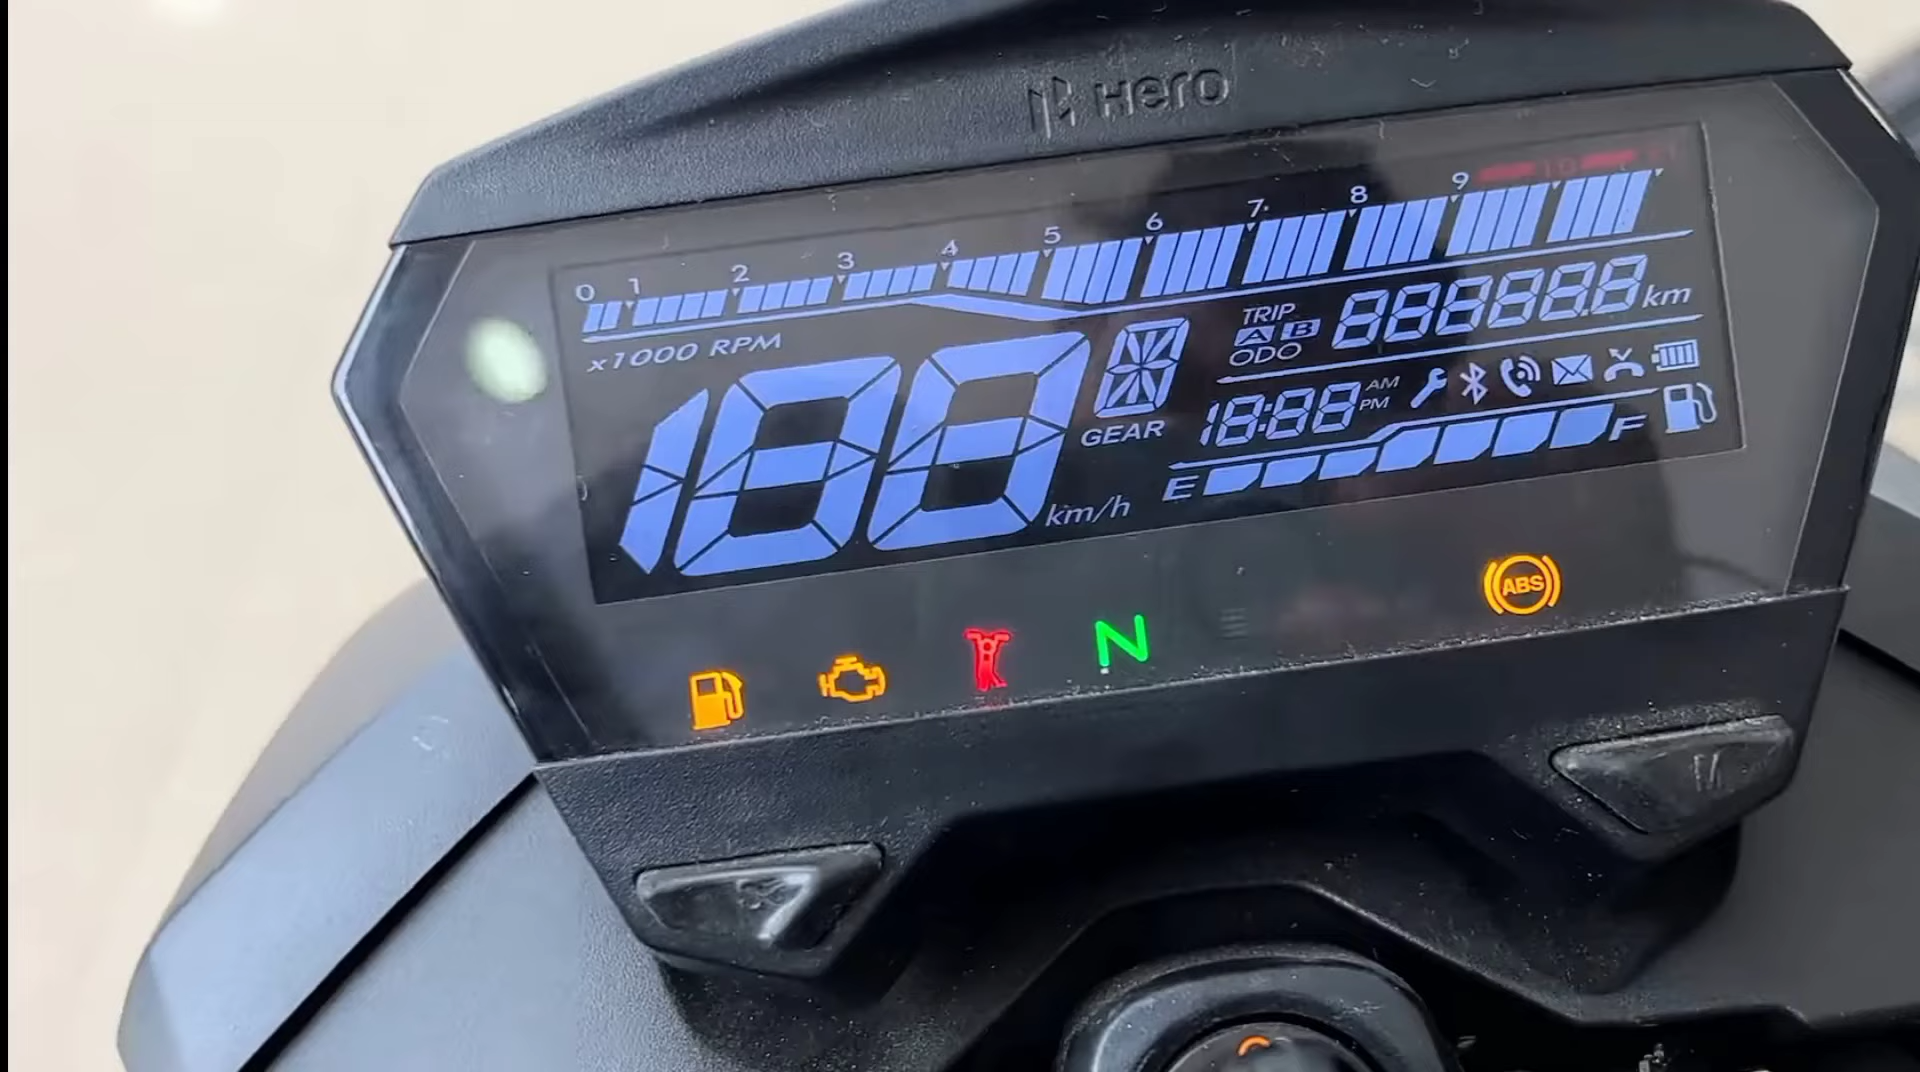 Hero
0 1 2 3 4 5 6 7 8 9 10 11
x1000 RPM
TRIP
A B
ODO
888888.8 km
188
km/h
GEAR
18:88 AM
PM
E F
ABS
N